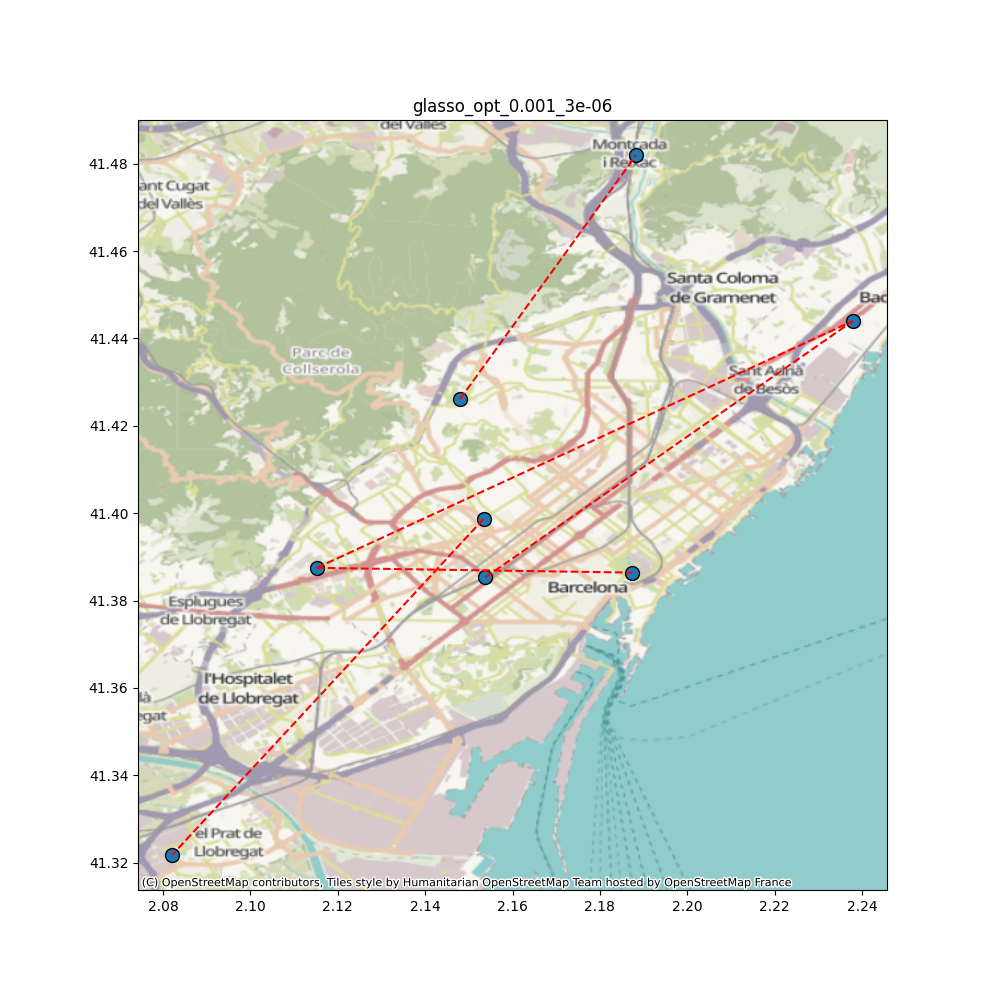 glasso_opt_0.001_3e-06
del Vallès
Montcada
i Reixac
ant Cugat
del Vallès
Santa Coloma
de Gramenet
Bad
Parc de
Collserola
Sant Adrià
de Besòs
Barcelona
Esplugues
de Llobregat
l'Hospitalet
de Llobregat
là
egat
el Prat de
Llobregat
(C) OpenStreetMap contributors, Tiles style by Humanitarian OpenStreetMap Team hosted by OpenStreetMap France
41.48
41.46
41.44
41.42
41.40
41.38
41.36
41.34
41.32
2.08 2.10 2.12 2.14 2.16 2.18 2.20 2.22 2.24